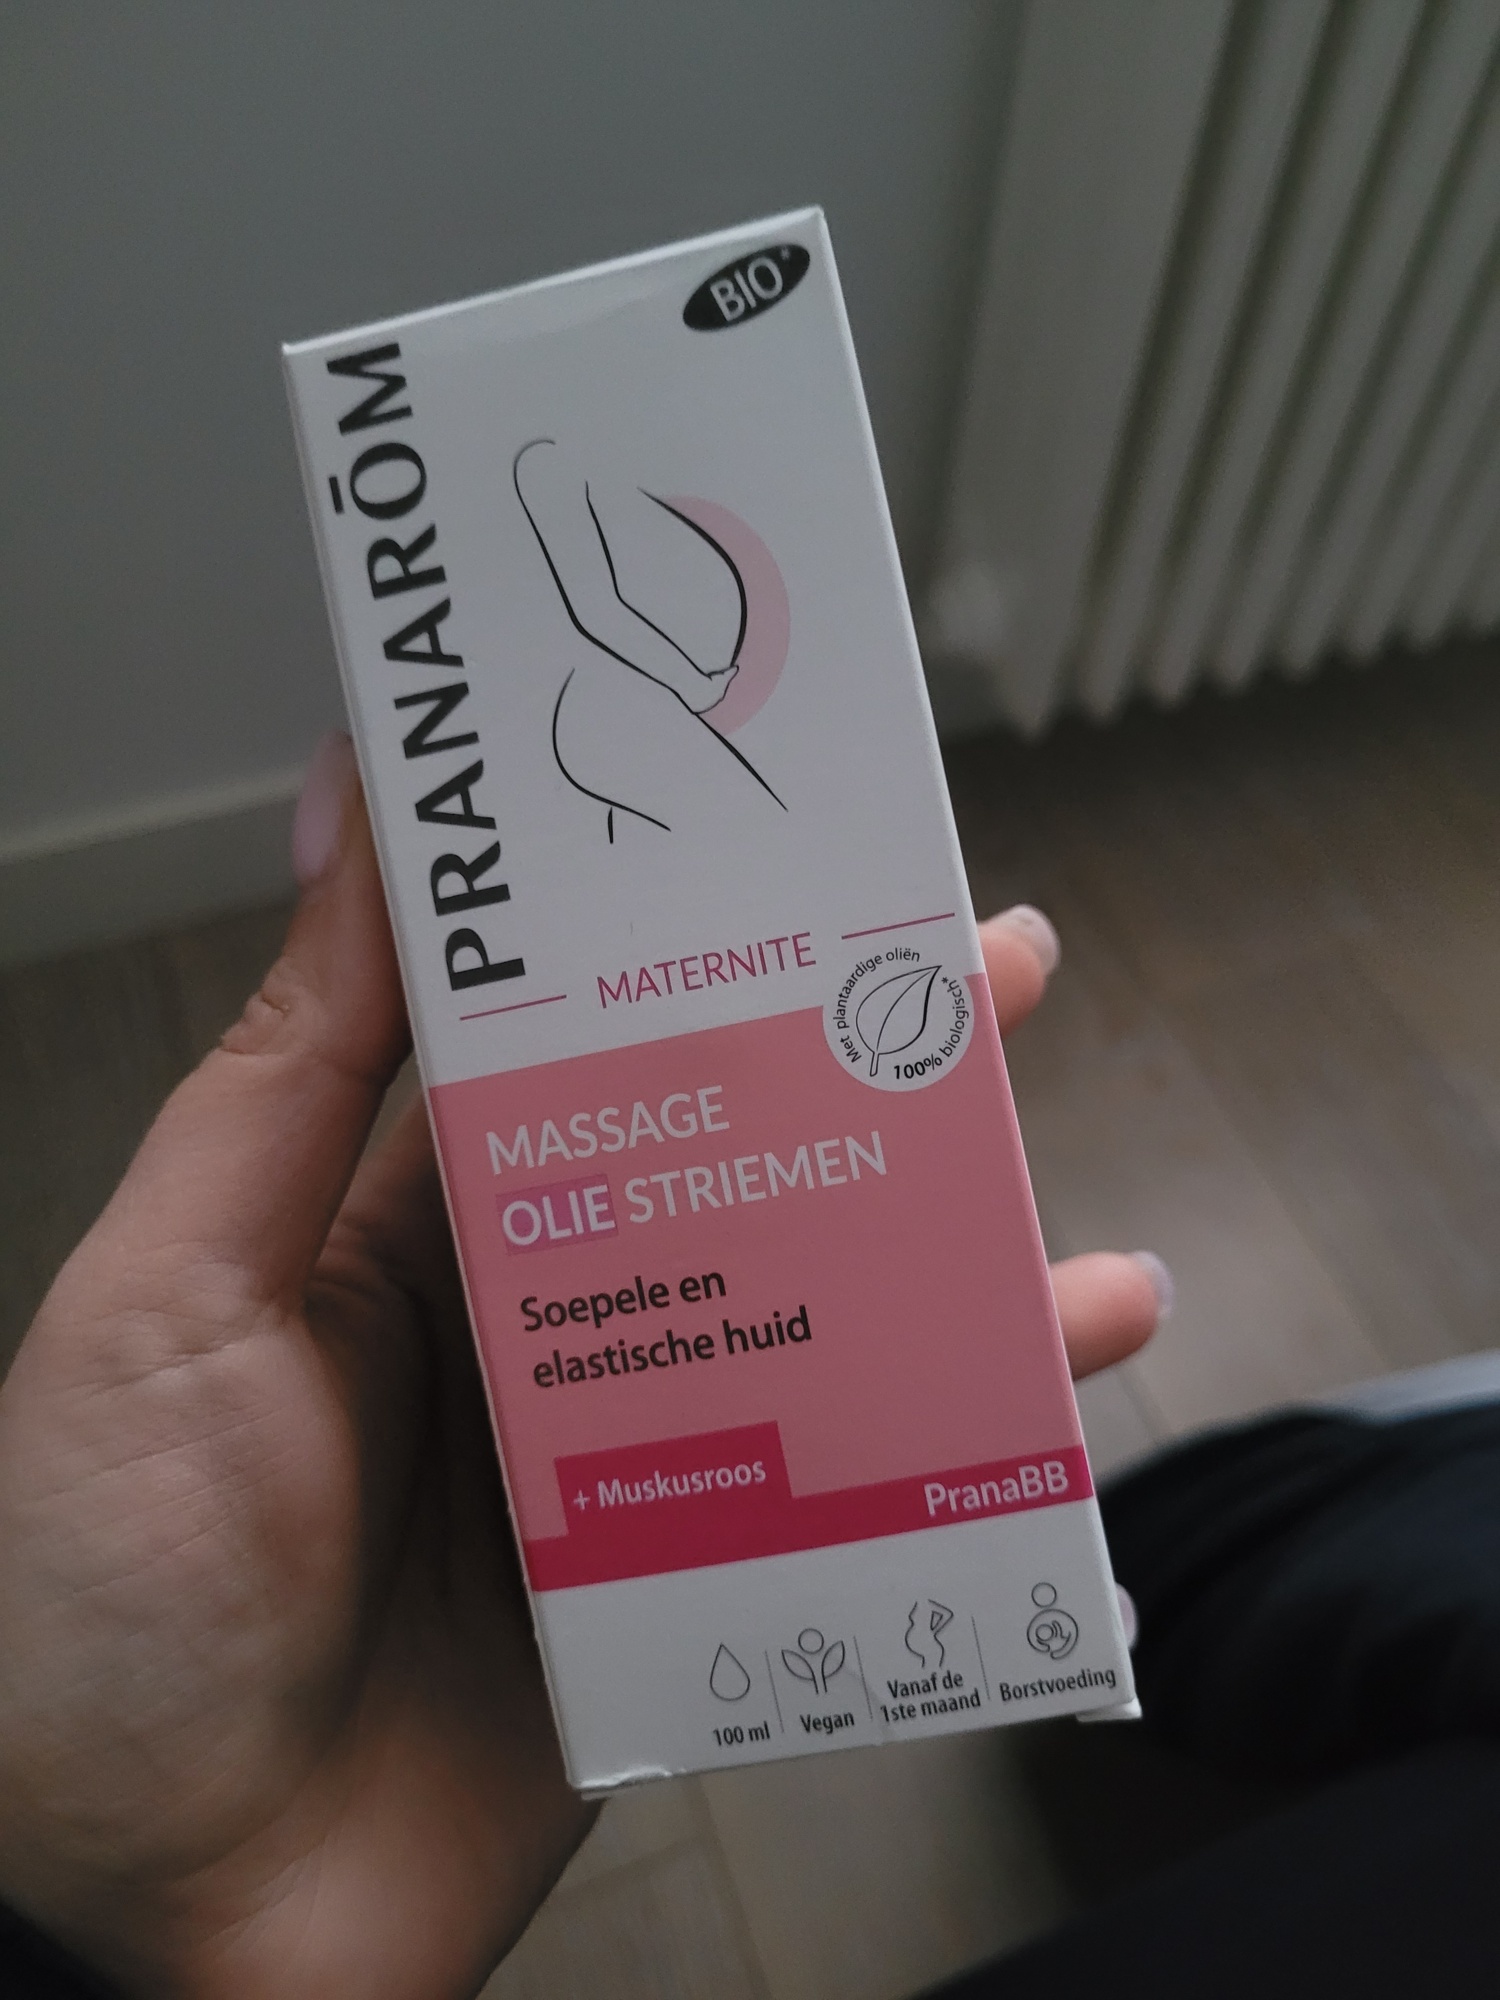 BIO*
PRANARŌM
MATERNITE
Met plantaardige oliën
100% biologisch*
MASSAGE
OLIE STRIEMEN
Soepele en
elastische huid
+ Muskusroos
PranaBB
100 ml
Vegan
Vanaf de
1ste maand
Borstvoeding